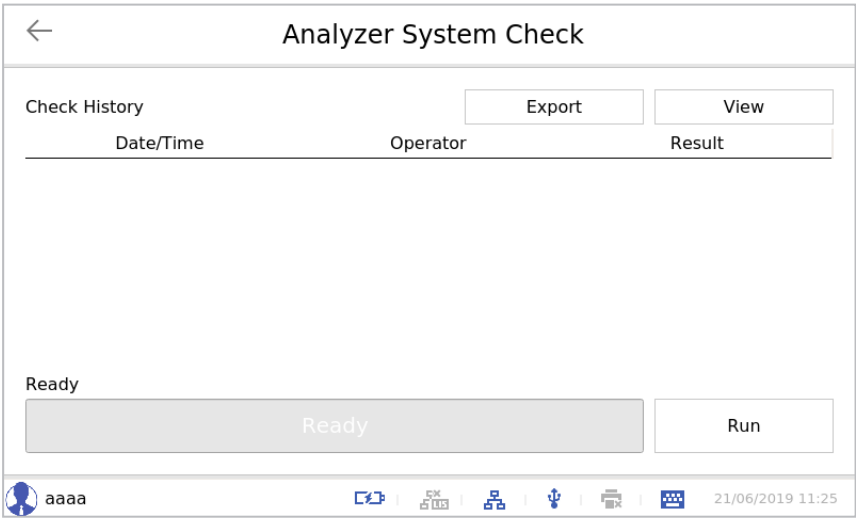 Analyzer System Check
Check History
Export
View
Date/Time
Operator
Result
Ready
Ready
Run
aaaa
21/06/2019 11:25